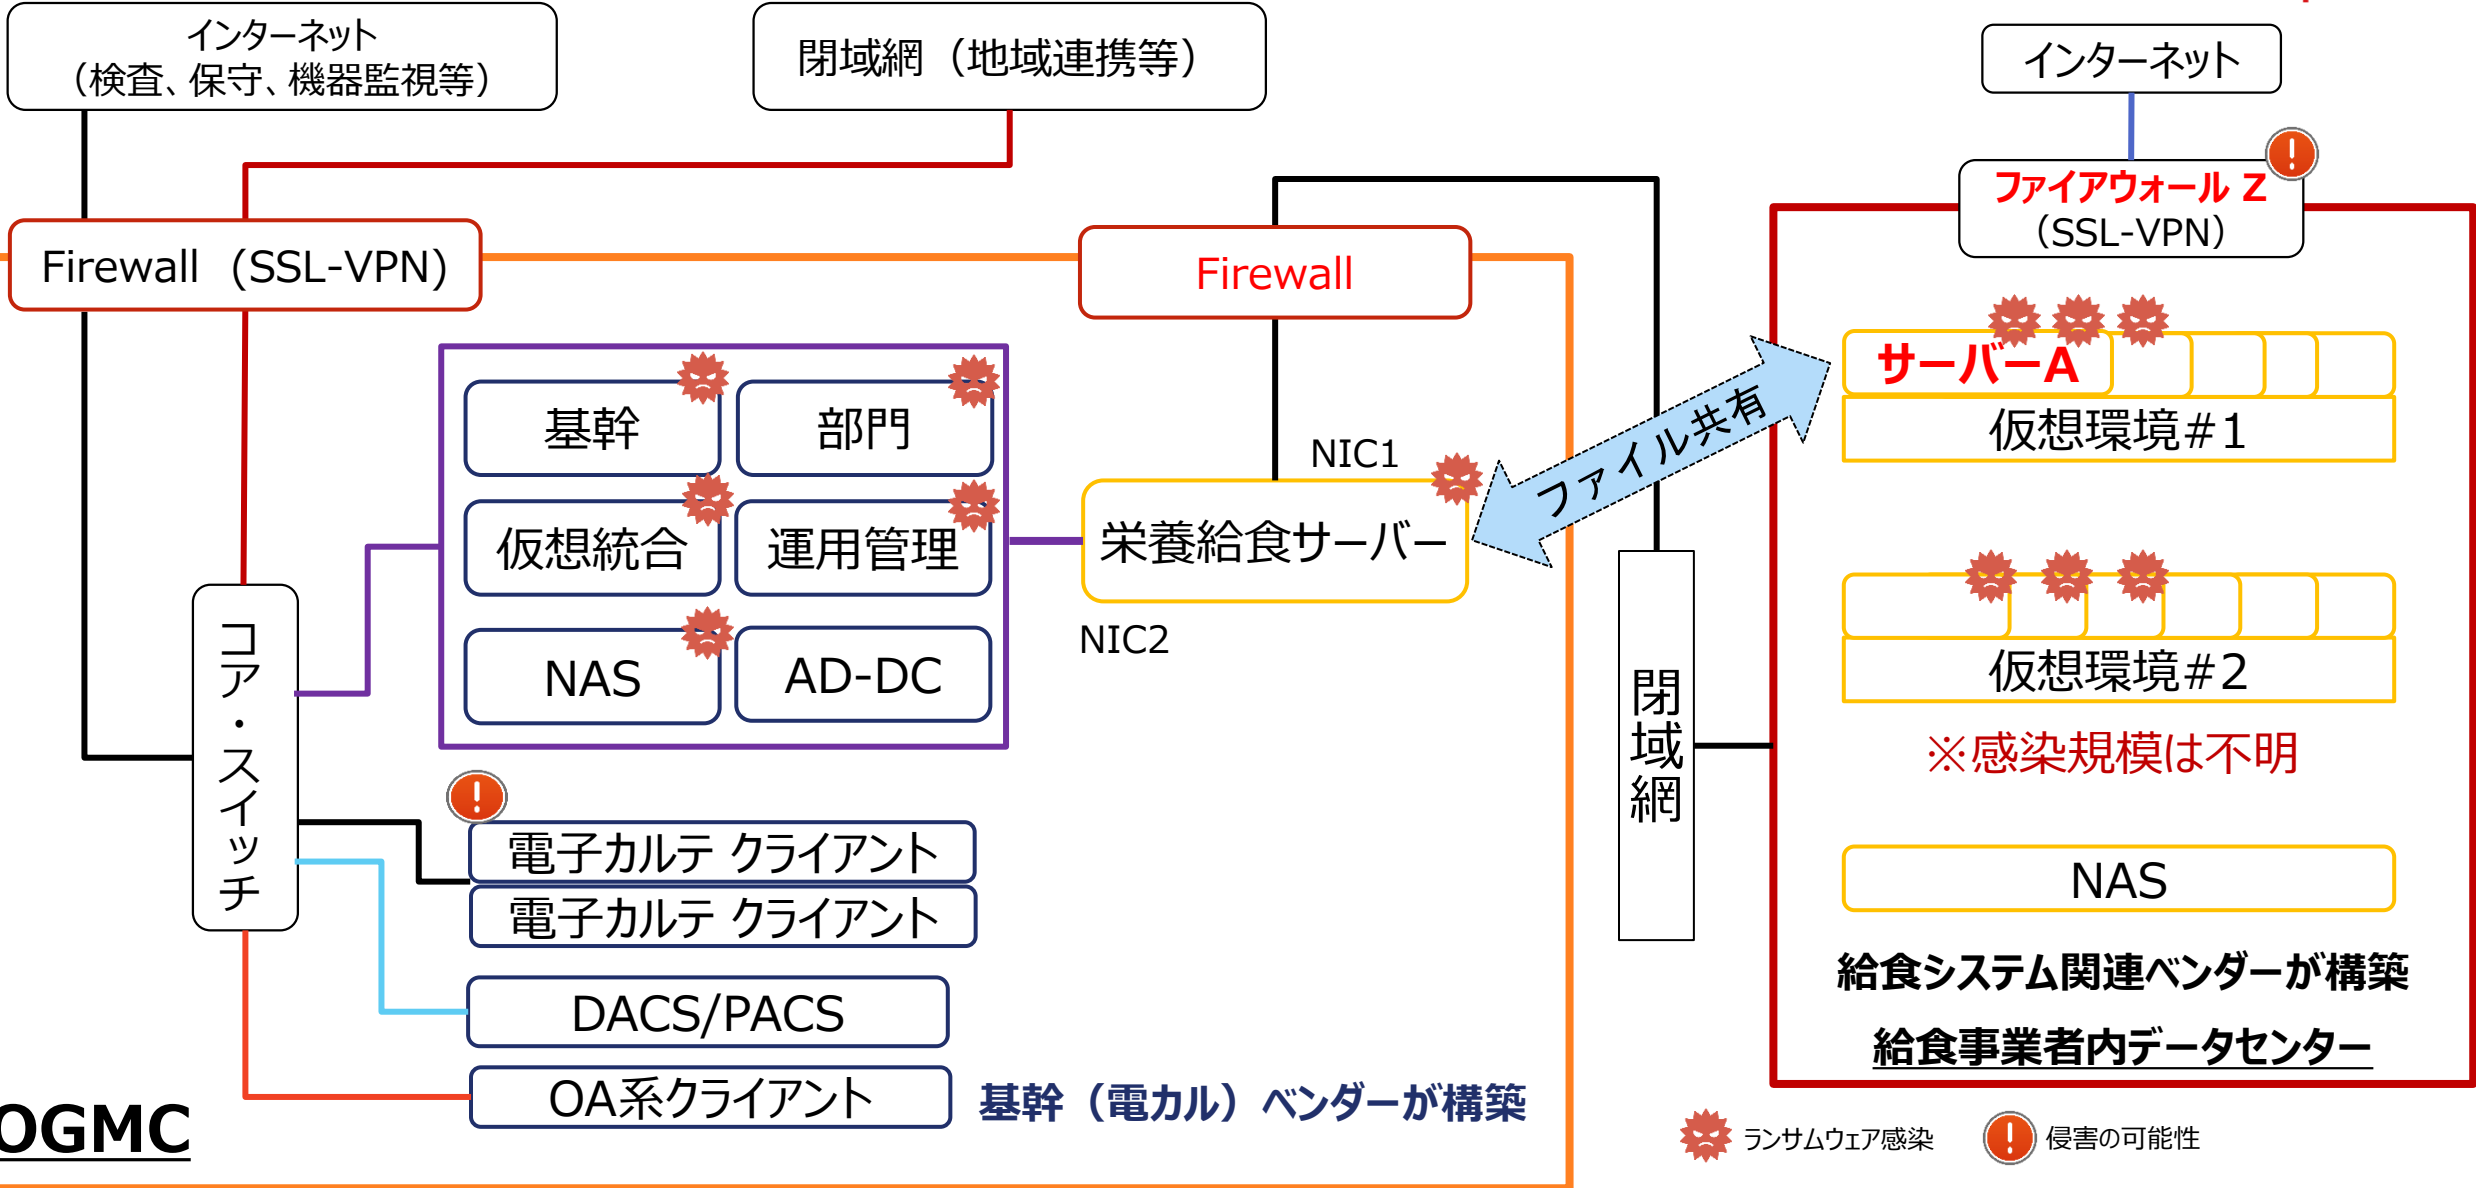 インターネット
（検査、保守、機器監視等）
閉域網（地域連携等）
インターネット
ファイアウォール Z
（SSL-VPN）
Firewall（SSL-VPN）
Firewall
サーバーA
仮想環境#1
ファイル共有
基幹
部門
NIC1
仮想統合
運用管理
栄養給食サーバー
NIC2
NAS
AD-DC
コア・スイッチ
閉域網
仮想環境#2
※感染規模は不明
電子カルテ クライアント
電子カルテ クライアント
NAS
DACS/PACS
給食システム関連ベンダーが構築
給食事業者内データセンター
OA系クライアント
基幹（電カル）ベンダーが構築
OGMC
ランサムウェア感染
侵害の可能性